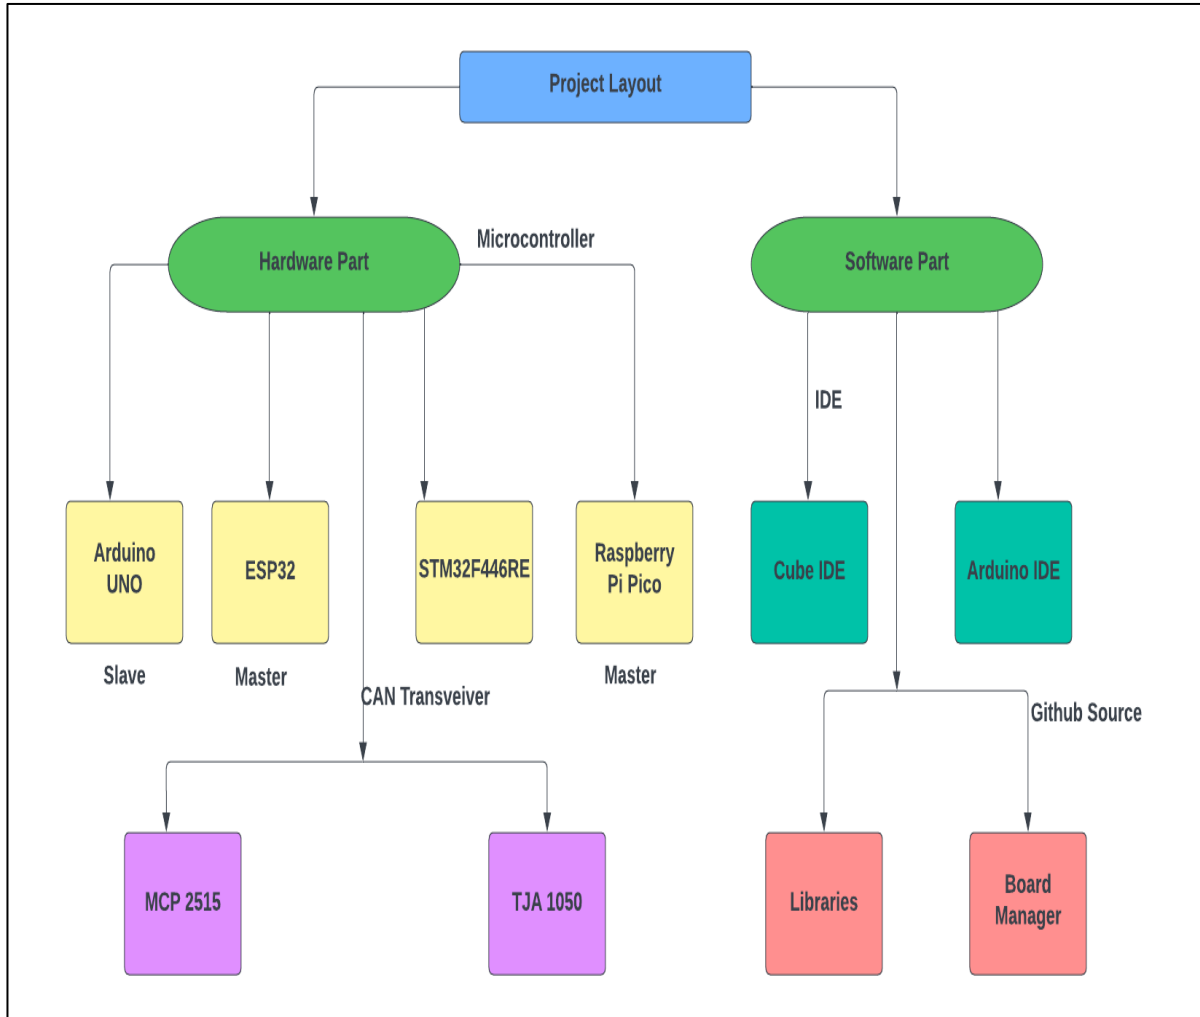 Project Layout
Hardware Part
Microcontroller
Software Part
IDE
Arduino
UNO
ESP32
STM32F446RE
Raspberry
Pi Pico
Cube IDE
Arduino IDE
Slave
Master
Master
CAN Transveiver
Github Source
MCP 2515
TJA 1050
Libraries
Board
Manager